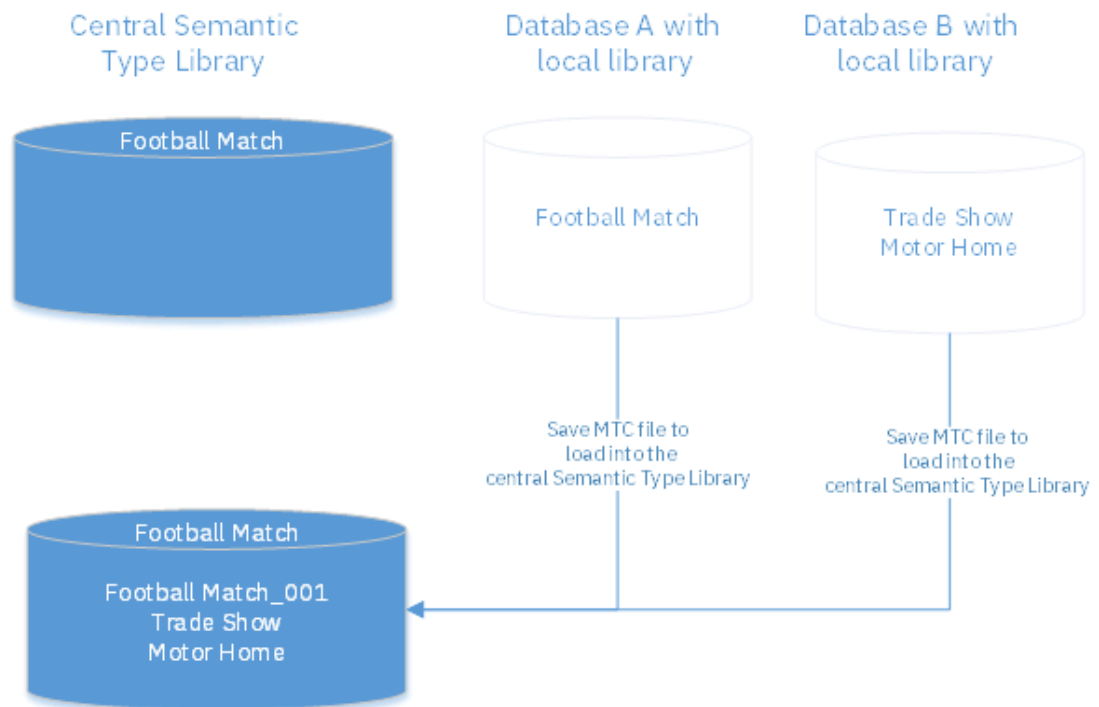 Central Semantic
Type Library
Database A with
local library
Database B with
local library
Football Match
Football Match
Trade Show
Motor Home
Save MTC file to
load into the
central Semantic Type Library
Save MTC file to
load into the
central Semantic Type Library
Football Match
Football Match_001
Trade Show
Motor Home